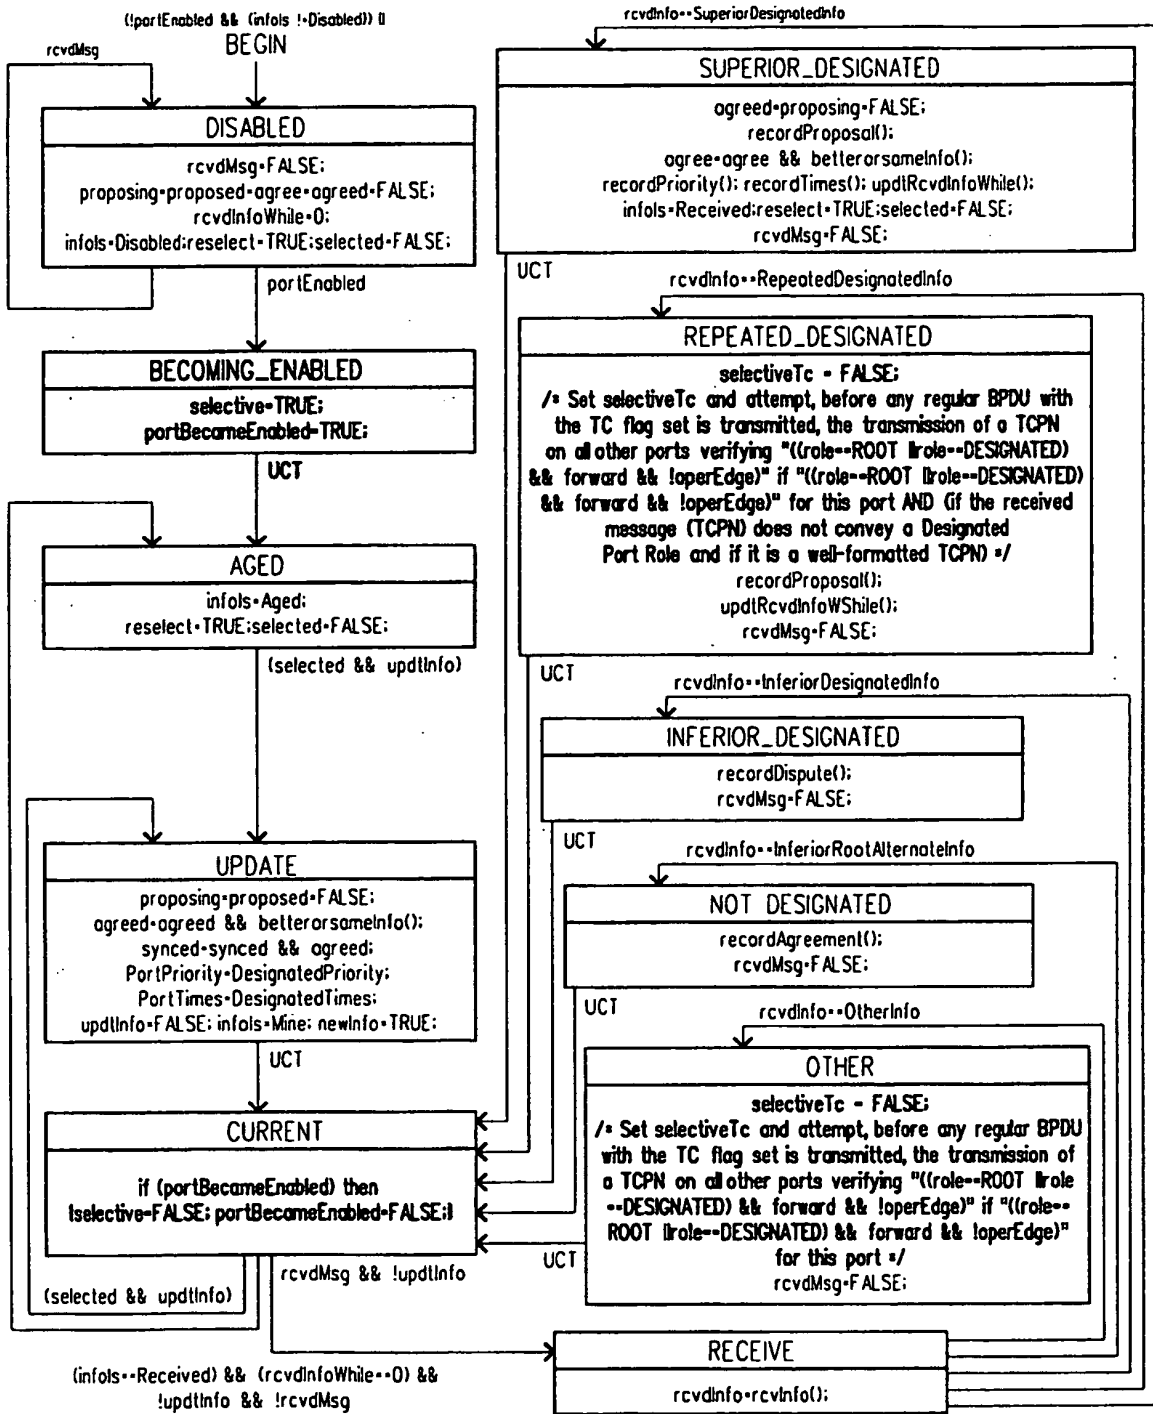 (!portEnabled && (infoIs !=Disabled)) ||
BEGIN
rcvdMsg
DISABLED
rcvdMsg=FALSE;
proposing=proposed=agree=agreed=FALSE;
rcvdInfoWhile=0;
infoIs=Disabled;reselect=TRUE;selected=FALSE;
portEnabled
BECOMING_ENABLED
selective=TRUE;
portBecameEnabled=TRUE;
UCT
AGED
infoIs=Aged;
reselect=TRUE;selected=FALSE;
(selected && updtInfo)
UPDATE
proposing=proposed=FALSE;
agreed=agreed && betterorsameInfo();
synced=synced && agreed;
PortPriority=DesignatedPriority;
PortTimes=DesignatedTimes;
updtInfo=FALSE; infoIs=Mine; newInfo=TRUE;
UCT
CURRENT
if (portBecameEnabled) then
{selective=FALSE; portBecameEnabled=FALSE;}
rcvdMsg && !updtInfo
(selected && updtInfo)
(infoIs==Received) && (rcvdInfoWhile==0) &&
!updtInfo && !rcvdMsg
rcvdInfo==SuperiorDesignatedInfo
SUPERIOR_DESIGNATED
agreed=proposing=FALSE;
recordProposal();
agree=agree && betterorsameInfo();
recordPriority(); recordTimes(); updtRcvdInfoWhile();
infoIs=Received;reselect=TRUE;selected=FALSE;
rcvdMsg=FALSE;
UCT
rcvdInfo==RepeatedDesignatedInfo
REPEATED_DESIGNATED
selectiveTc = FALSE;
/* Set selectiveTc and attempt, before any regular BPDU with
the TC flag set is transmitted, the transmission of a TCPN
on all other ports verifying "((role==ROOT ||role==DESIGNATED)
&& forward && !operEdge)" if "((role==ROOT ||role==DESIGNATED)
&& forward && !operEdge)" for this port AND (if the received
message (TCPN) does not convey a Designated
Port Role and if it is a well-formatted TCPN) */
recordProposal();
updtRcvdInfoWShile();
rcvdMsg=FALSE;
UCT
rcvdInfo==InferiorDesignatedInfo
INFERIOR_DESIGNATED
recordDispute();
rcvdMsg=FALSE;
UCT
rcvdInfo==InferiorRootAlternateInfo
NOT DESIGNATED
recordAgreement();
rcvdMsg=FALSE;
UCT
rcvdInfo==OtherInfo
OTHER
selectiveTc = FALSE;
/* Set selectiveTc and attempt, before any regular BPDU
with the TC flag set is transmitted, the transmission of
a TCPN on all other ports verifying "((role==ROOT ||role
==DESIGNATED) && forward && !operEdge)" if "((role==
ROOT ||role==DESIGNATED) && forward && !operEdge)"
for this port */
rcvdMsg=FALSE;
UCT
RECEIVE
rcvdInfo=rcvInfo();